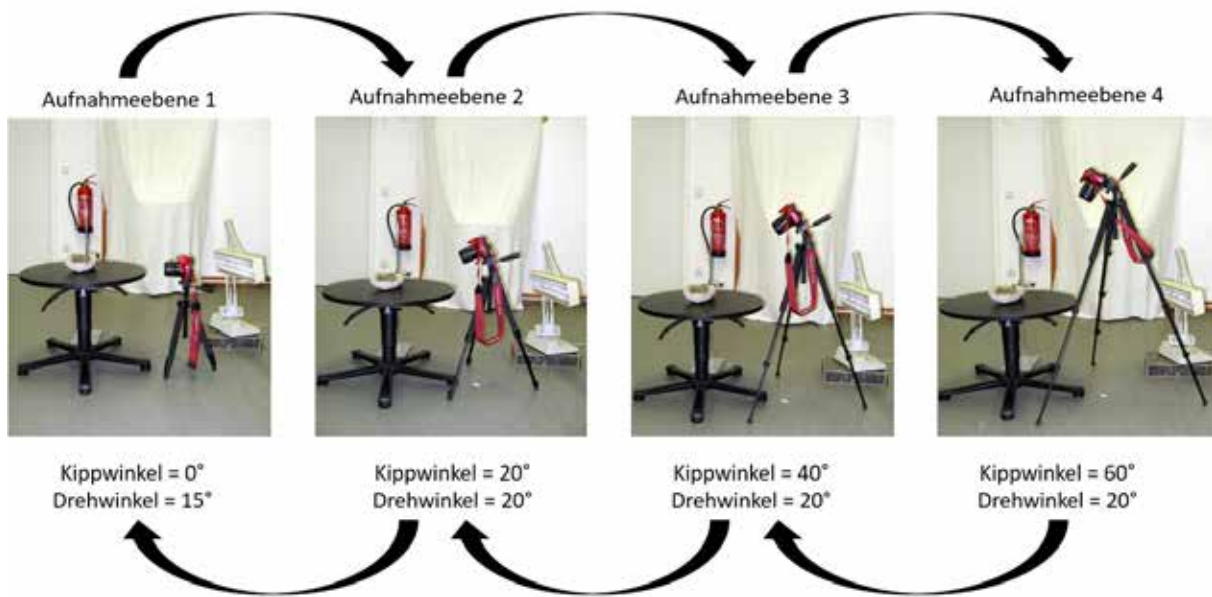 Aufnahmeebene 1
Aufnahmeebene 2
Aufnahmeebene 3
Aufnahmeebene 4
Kippwinkel = 0°
Drehwinkel = 15°
Kippwinkel = 20°
Drehwinkel = 20°
Kippwinkel = 40°
Drehwinkel = 20°
Kippwinkel = 60°
Drehwinkel = 20°